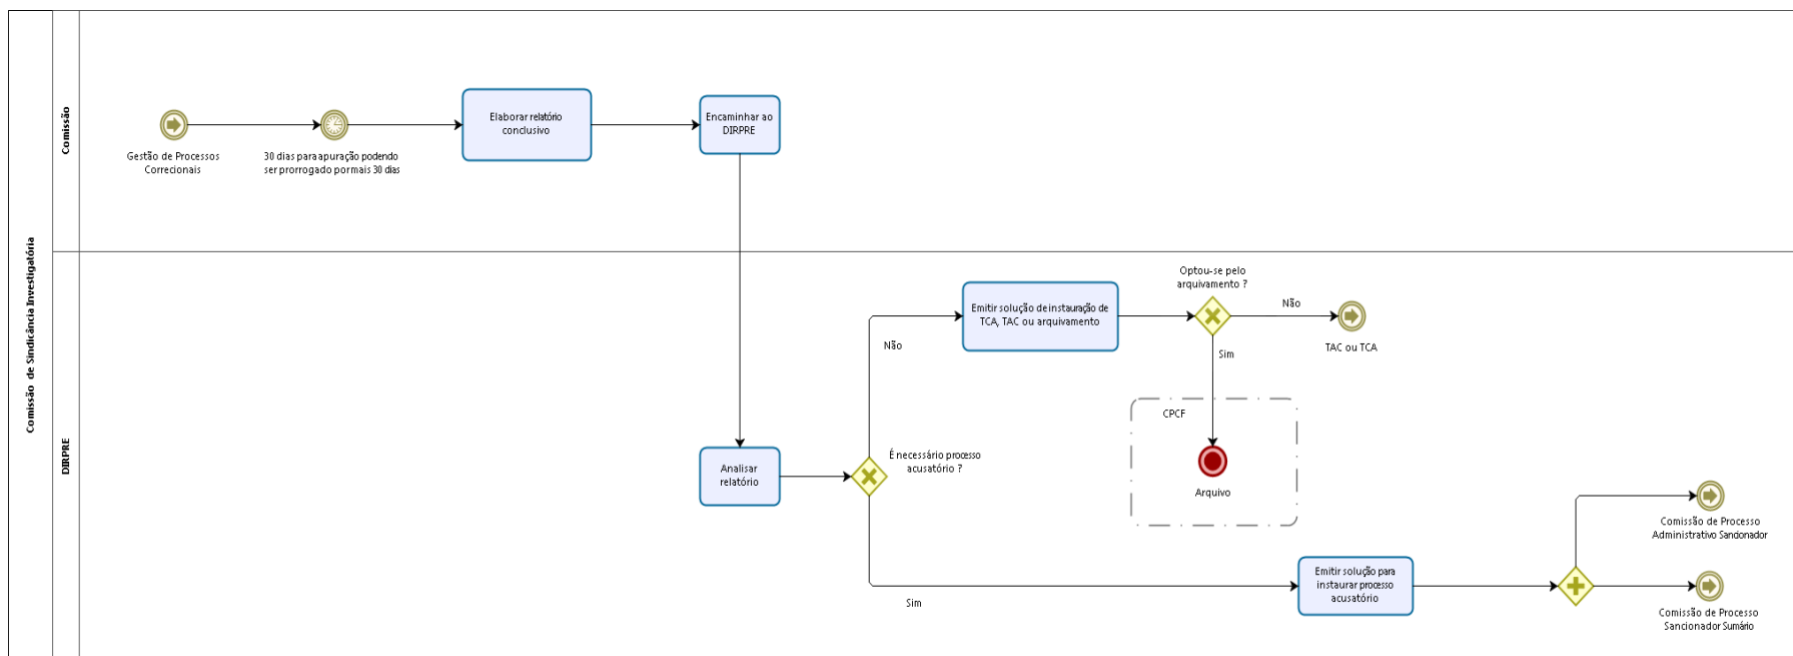 Comissão de Sindicância Investigatória
Comissão
Gestão de Processos
Correcionais
30 dias para apuração podendo
ser prorrogado por mais 30 dias
Elaborar relatório
conclusivo
Encaminhar ao
DIRPRE
DIRPRE
Analisar
relatório
É necessário processo
acusatório ?
Não
Emitir solução de instauração de
TCA, TAC ou arquivamento
Optou-se pelo
arquivamento ?
Não
TAC ou TCA
Sim
CPCF
Arquivo
Sim
Emitir solução para
instaurar processo
acusatório
Comissão de Processo
Administrativo Sancionador
Comissão de Processo
Sancionador Sumário